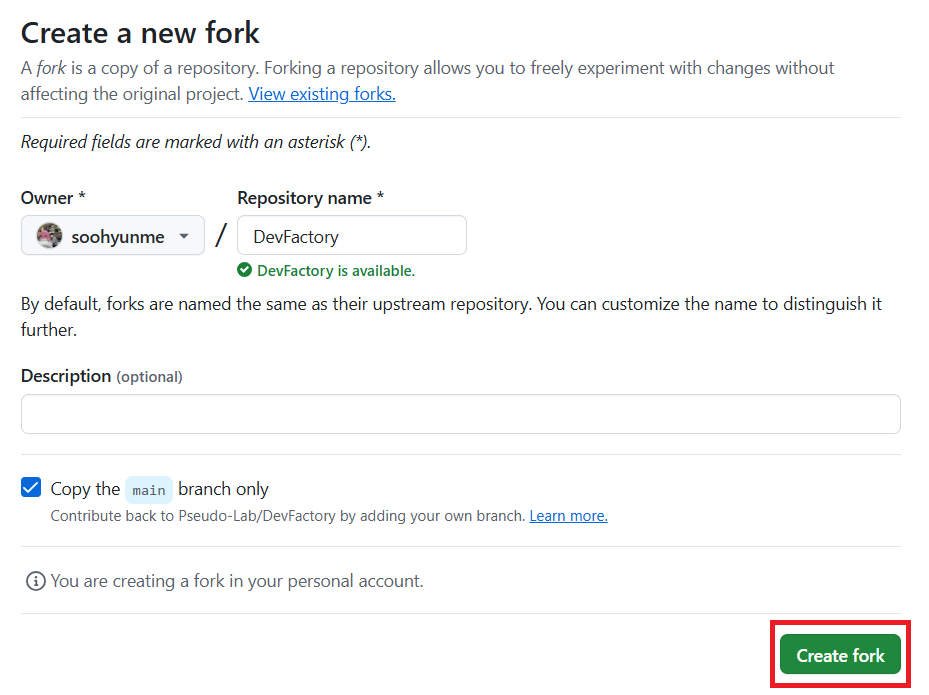 Create a new fork
A fork is a copy of a repository. Forking a repository allows you to freely experiment with changes without
affecting the original project. View existing forks.
Required fields are marked with an asterisk (*).
Owner * Repository name *
soohyunme / DevFactory
DevFactory is available.
By default, forks are named the same as their upstream repository. You can customize the name to distinguish it
further.
Description (optional)
Copy the main branch only
Contribute back to Pseudo-Lab/DevFactory by adding your own branch. Learn more.
You are creating a fork in your personal account.
Create fork